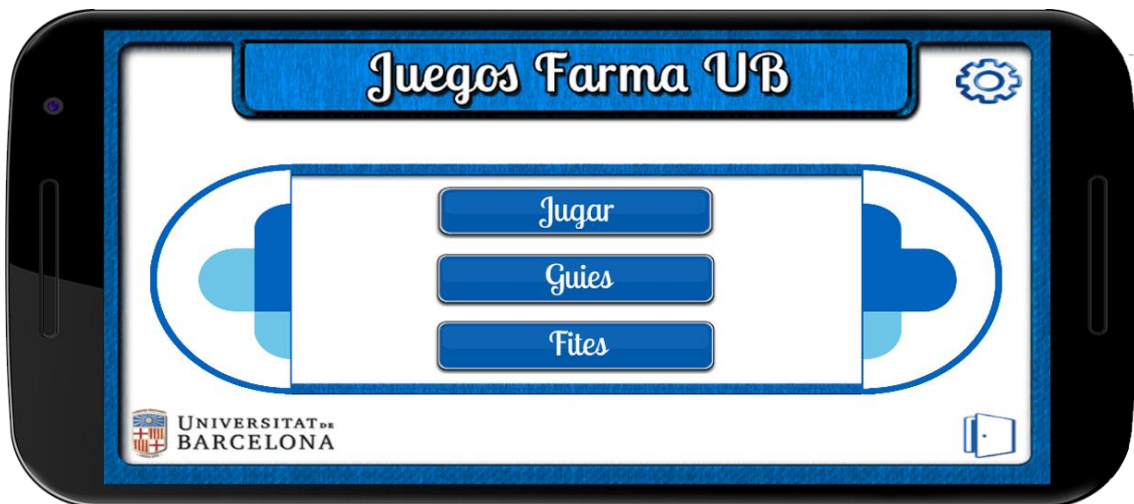 Juegos Farma UB
Jugar
Guies
Fites
UNIVERSITAT DE
BARCELONA